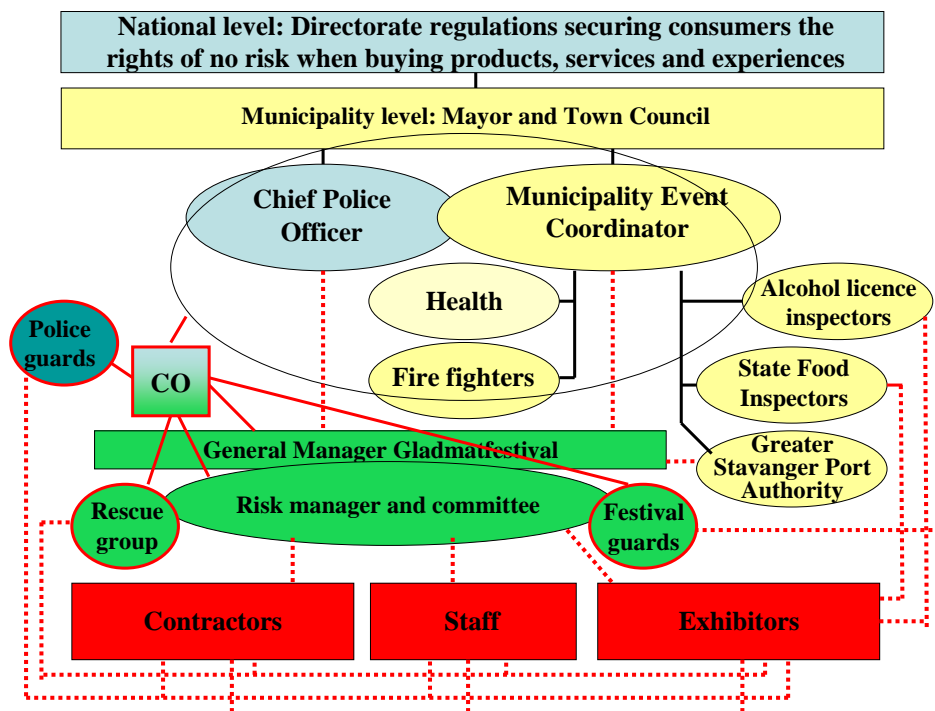 National level: Directorate regulations securing consumers the
rights of no risk when buying products, services and experiences
Municipality level: Mayor and Town Council
Chief Police
Officer
Municipality Event
Coordinator
Health
Alcohol licence
inspectors
Police
guards
CO
Fire fighters
State Food
Inspectors
General Manager Gladmatfestival
Greater
Stavanger Port
Authority
Rescue
group
Risk manager and committee
Festival
guards
Contractors
Staff
Exhibitors